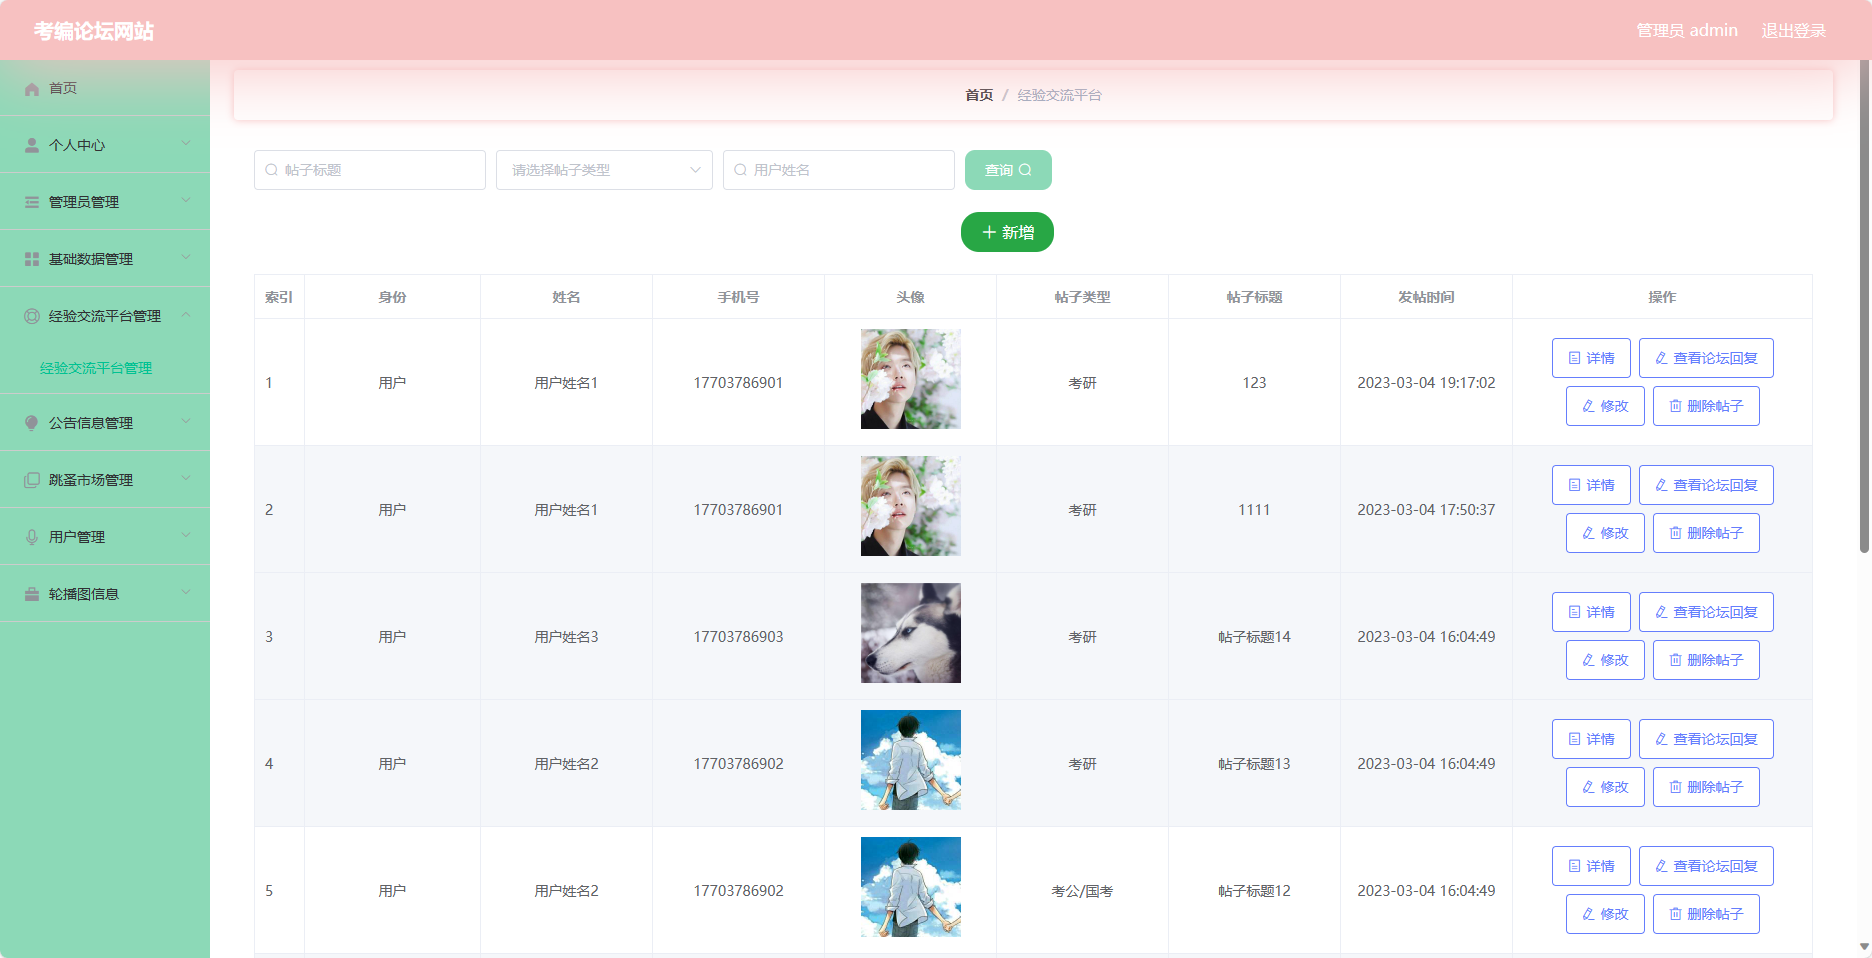 考编论坛网站
管理员 admin 退出登录
首页
个人中心
管理员管理
基础数据管理
经验交流平台管理
经验交流平台管理
公告信息管理
跳蚤市场管理
用户管理
轮播图信息
首页 / 经验交流平台
帖子标题 请选择帖子类型 用户姓名 查询
新增
索引 身份 姓名 手机号 头像 帖子类型 帖子标题 发帖时间 操作
1 用户 用户姓名1 17703786901 考研 123 2023-03-04 19:17:02 详情 查看论坛回复
修改 删除帖子
2 用户 用户姓名1 17703786901 考研 1111 2023-03-04 17:50:37 详情 查看论坛回复
修改 删除帖子
3 用户 用户姓名3 17703786903 考研 帖子标题14 2023-03-04 16:04:49 详情 查看论坛回复
修改 删除帖子
4 用户 用户姓名2 17703786902 考研 帖子标题13 2023-03-04 16:04:49 详情 查看论坛回复
修改 删除帖子
5 用户 用户姓名2 17703786902 考公/国考 帖子标题12 2023-03-04 16:04:49 详情 查看论坛回复
修改 删除帖子